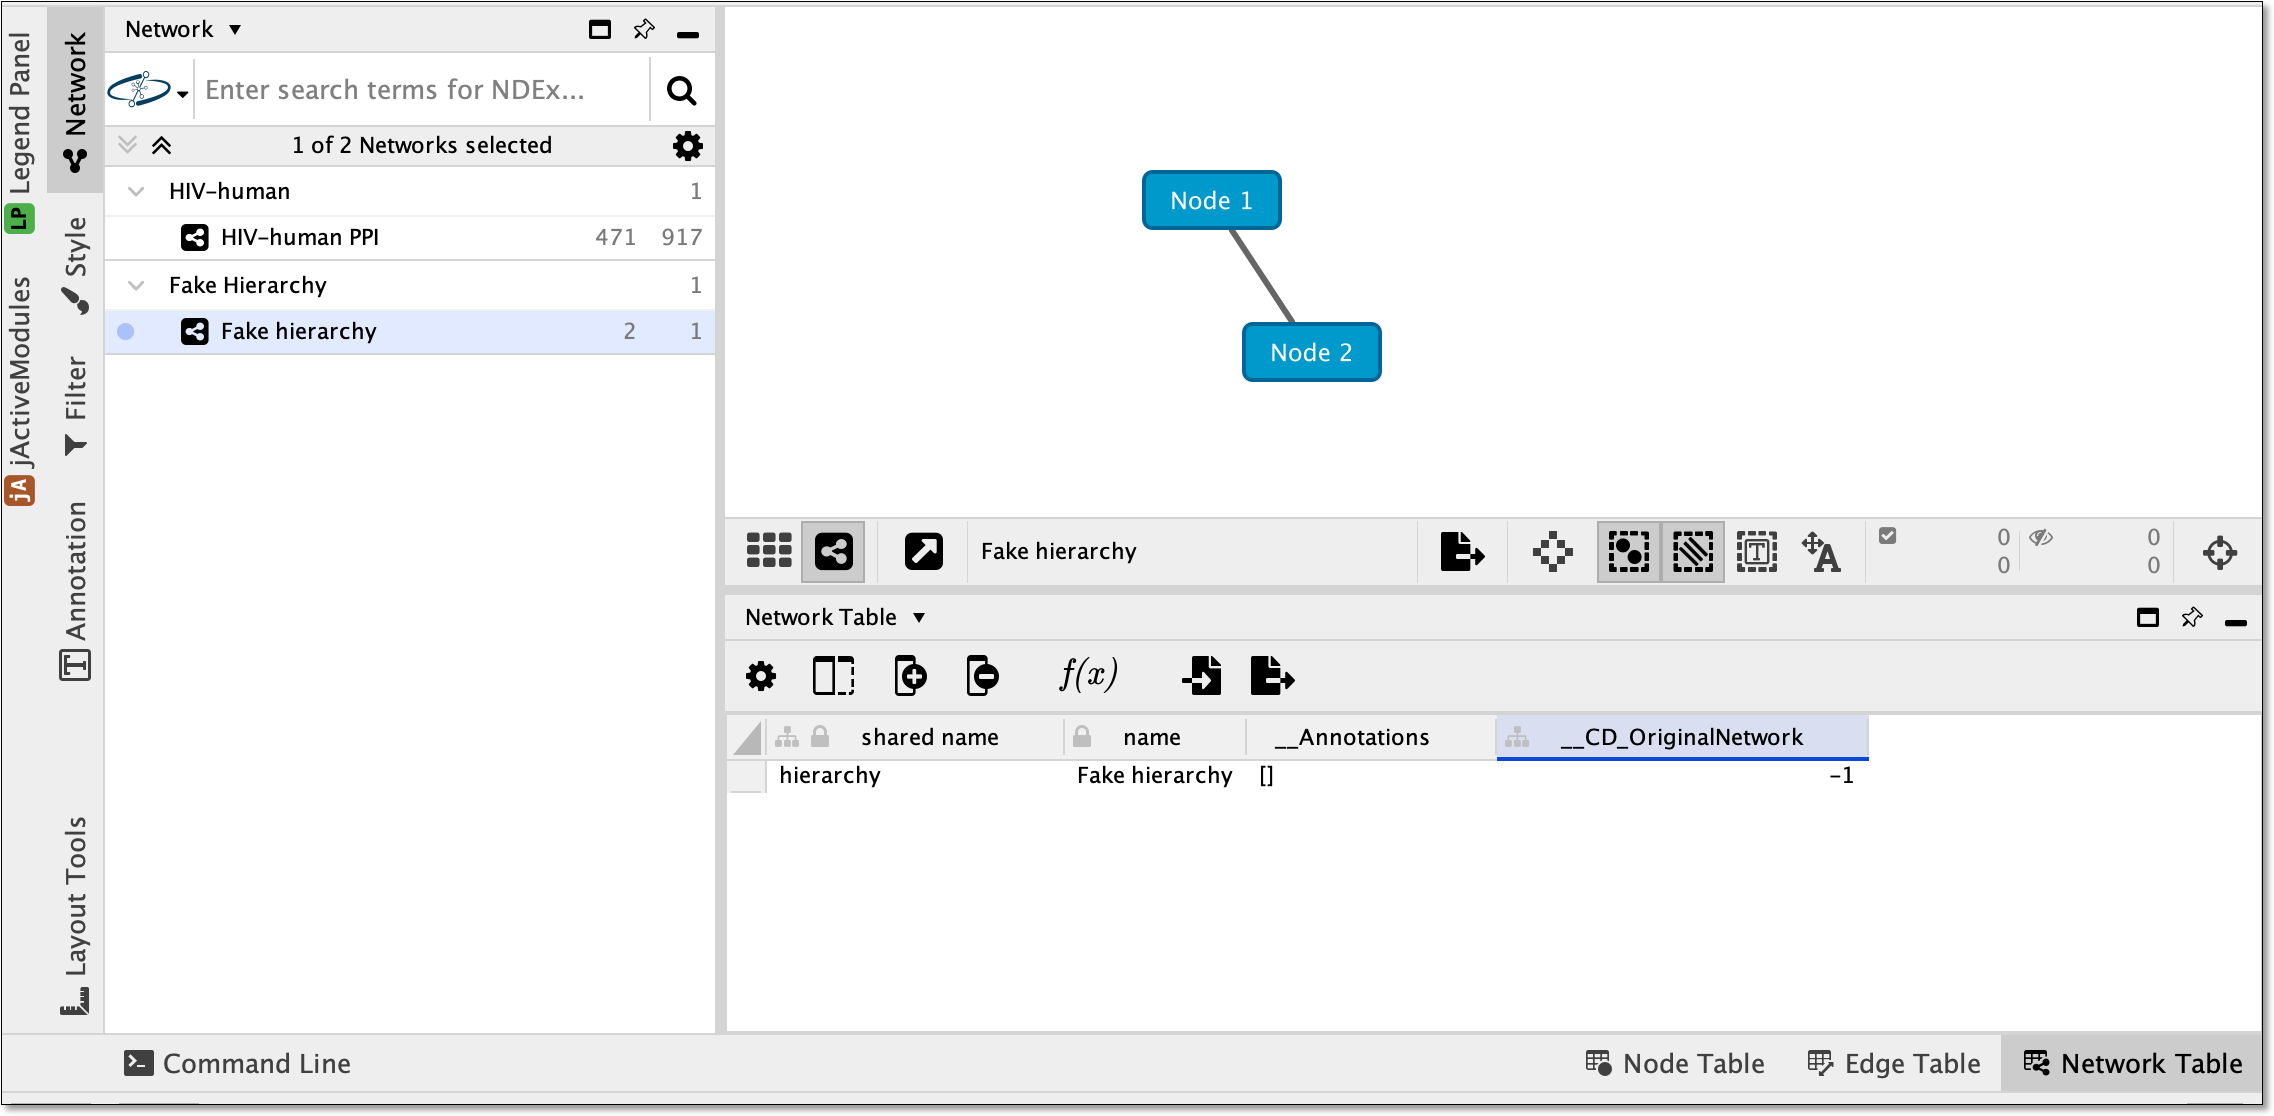 Legend Panel
LP
jActiveModules
jA
Network
Style
Filter
Annotation
Layout Tools
Network
Enter search terms for NDEx...
1 of 2 Networks selected
HIV-human 1
HIV-human PPI 471 917
Fake Hierarchy 1
Fake hierarchy 2 1
Node 1
Node 2
Fake hierarchy
T
A
0 0
0 0
Network Table
f(x)
shared name name __Annotations __CD_OriginalNetwork
hierarchy Fake hierarchy [] -1
Command Line
Node Table Edge Table Network Table